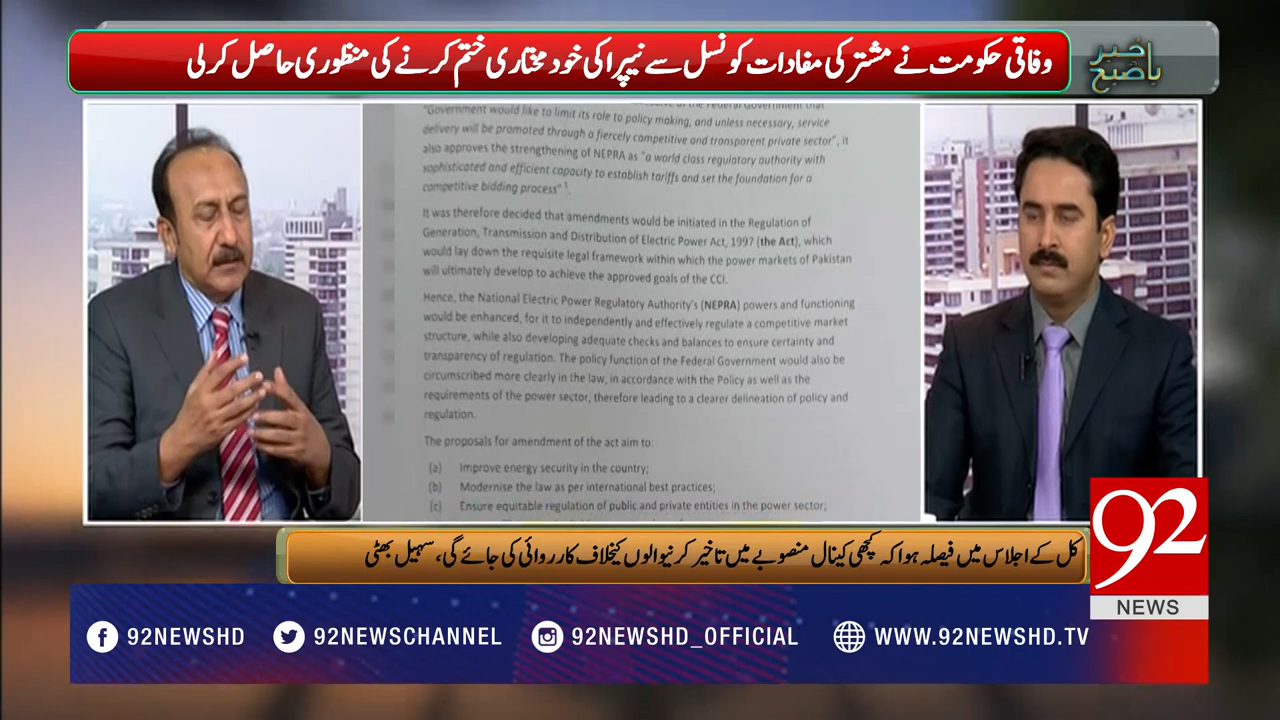 وفاقی حکومت نے مشترکی مفادات کونسل سے نیپرا کی خود مختاری ختم کرنے کی منظوری حاصل کرلی
خبر
باصبح
"Government would like to limit its role to policy making, and unless necessary, service
delivery will be promoted through a fiercely competitive and transparent private sector", it
also approves the strengthening of NEPRA as "a world class regulatory authority with
sophisticated and efficient capacity to establish tariffs and set the foundation for a
competitive bidding process" 1.
It was therefore decided that amendments would be initiated in the Regulation of
Generation, Transmission and Distribution of Electric Power Act, 1997 (the Act), which
would lay down the requisite legal framework within which the power markets of Pakistan
will ultimately develop to achieve the approved goals of the CCI.
Hence, the National Electric Power Regulatory Authority's (NEPRA) powers and functioning
would be enhanced, for it to independently and effectively regulate a competitive market
structure, while also developing adequate checks and balances to ensure certainty and
transparency of regulation. The policy function of the Federal Government would also be
circumscribed more clearly in the law, in accordance with the Policy as well as the
requirements of the power sector, therefore leading to a clearer delineation of policy and
regulation.
The proposals for amendment of the act aim to:
(a) Improve energy security in the country;
(b) Modernise the law as per international best practices;
(c) Ensure equitable regulation of public and private entities in the power sector;
کل کے اجلاس میں فیصلہ ہوا کہ کچھی کینال منصوبے میں تاخیر کرنیوالوں کیخلاف کارروائی کی جائے گی، سہیل بھٹی
92
NEWS
92NEWSHD
92NEWSCHANNEL
92NEWSHD_OFFICIAL
WWW.92NEWSHD.TV